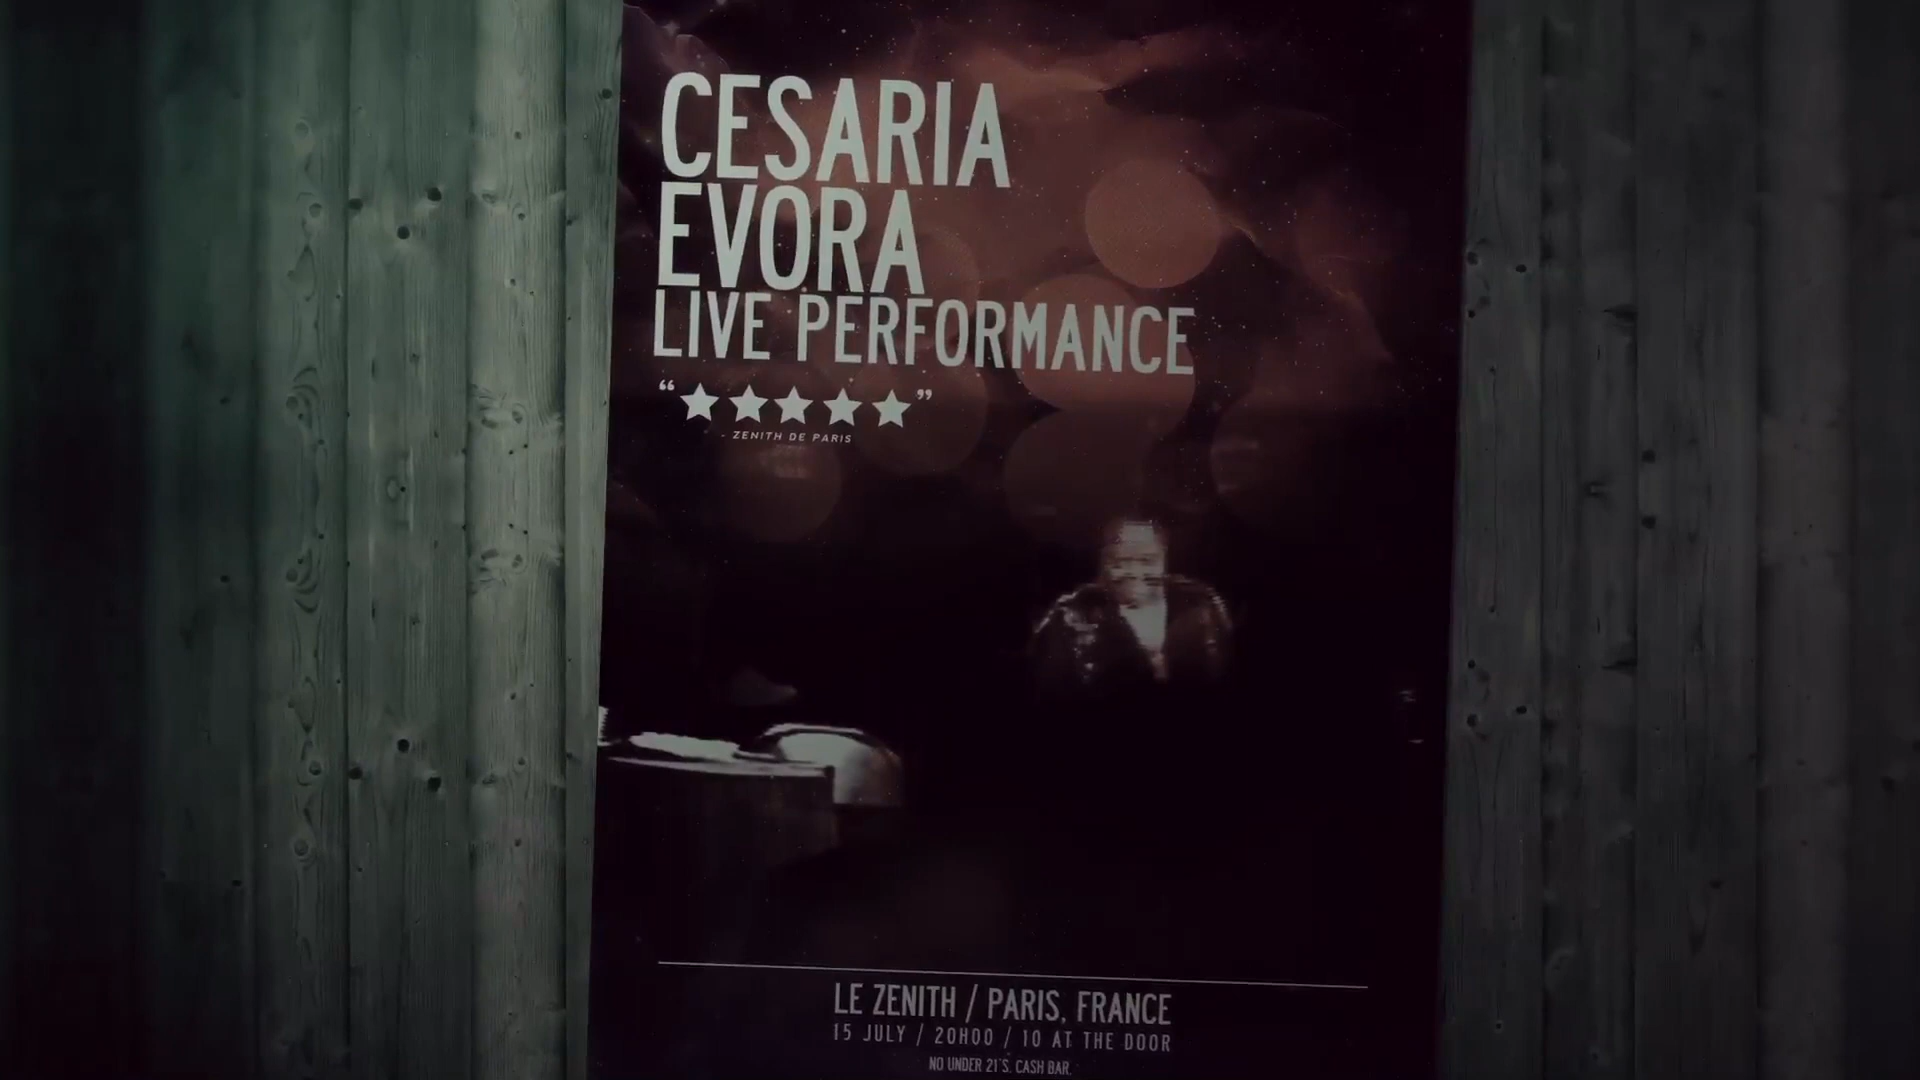 CESARIA
EVORA
LIVE PERFORMANCE
“★★★★★”
- ZENITH DE PARIS
LE ZENITH / PARIS, FRANCE
15 JULY / 20H00 / 10 AT THE DOOR
NO UNDER 21'S. CASH BAR.